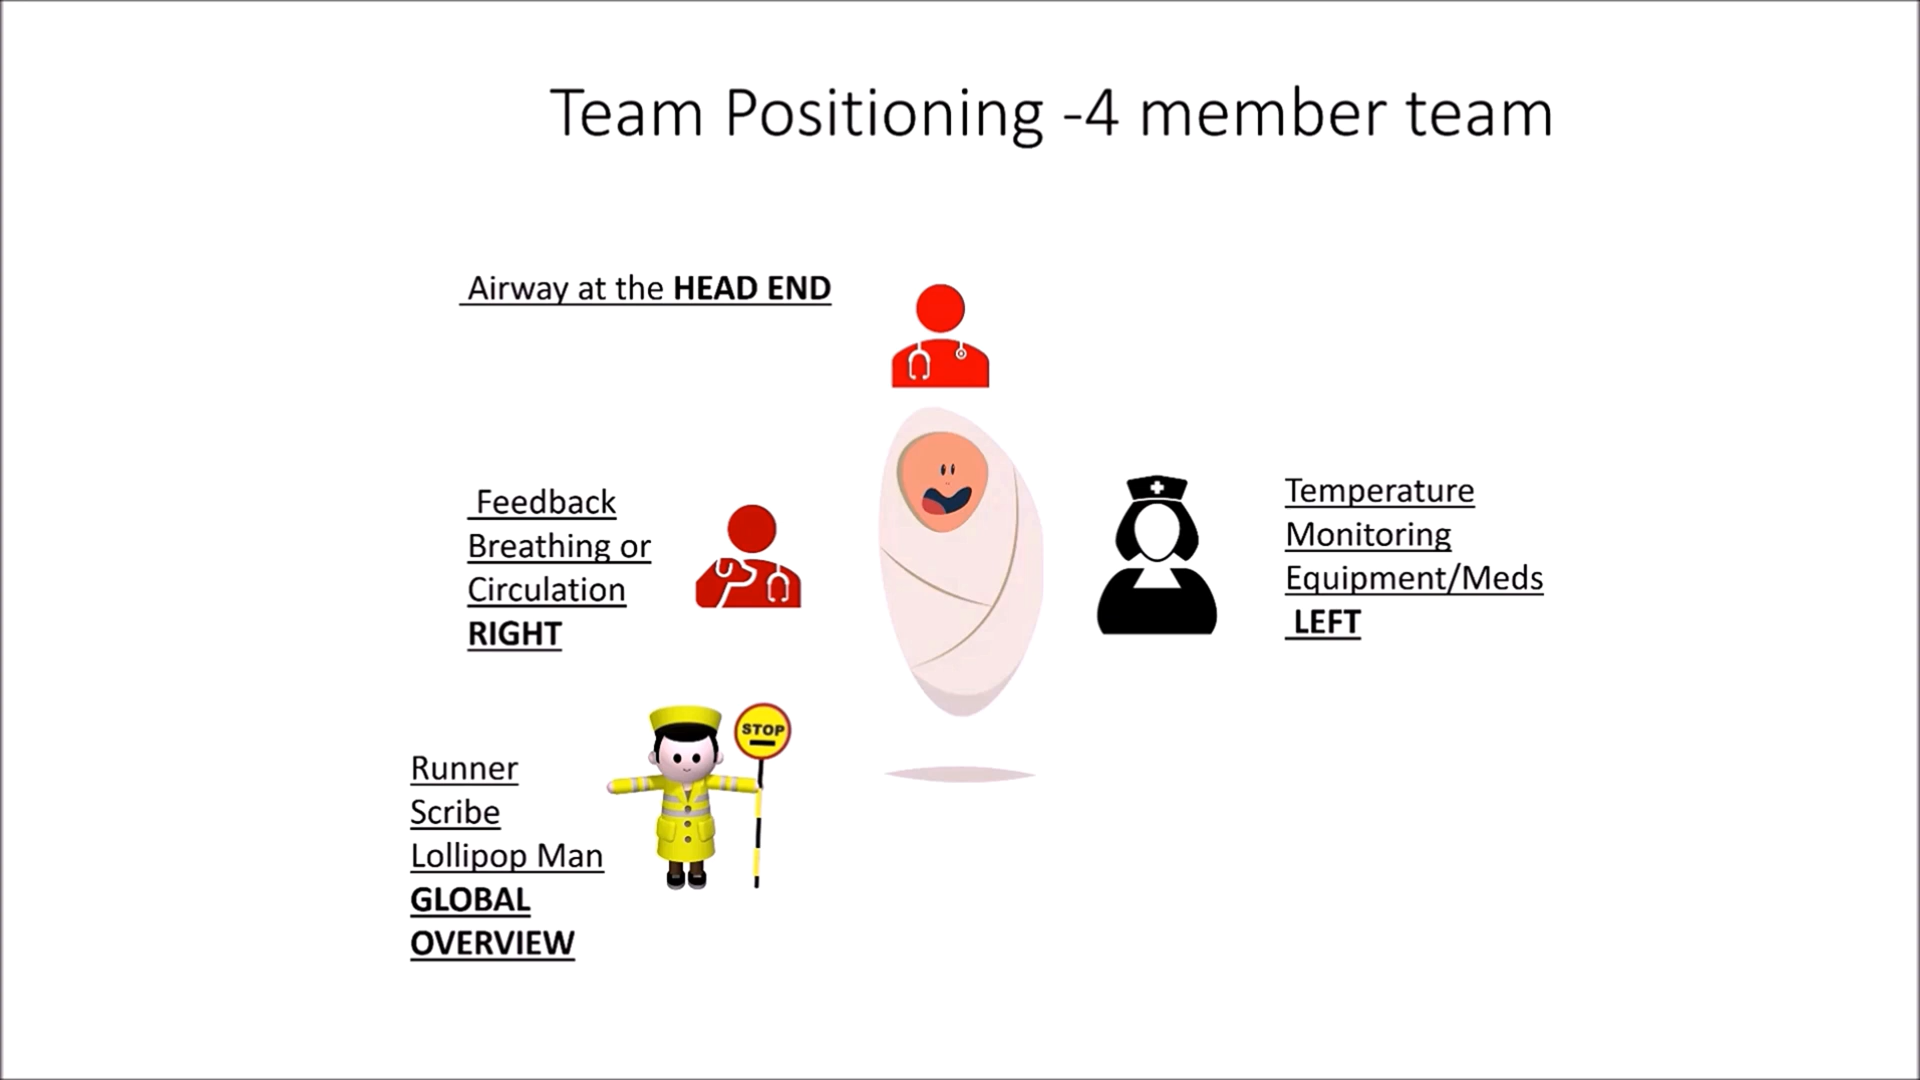 Team Positioning -4 member team
Airway at the HEAD END
Feedback
Breathing or
Circulation
RIGHT
Temperature
Monitoring
Equipment/Meds
LEFT
STOP
Runner
Scribe
Lollipop Man
GLOBAL
OVERVIEW